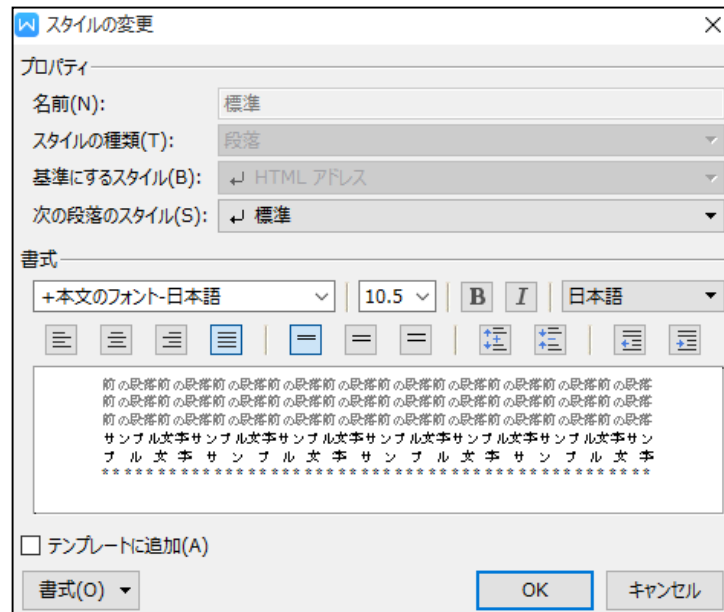 スタイルの変更
プロパティ
名前(N): 標準
スタイルの種類(T): 段落
基準にするスタイル(B): HTML アドレス
次の段落のスタイル(S): 標準
書式
+本文のフォント-日本語 10.5 B I 日本語
前の段落前の段落前の段落前の段落前の段落前の段落前の段落前の段落前の段落前の段落
前の段落前の段落前の段落前の段落前の段落前の段落前の段落前の段落前の段落前の段落
前の段落前の段落前の段落前の段落前の段落前の段落前の段落前の段落前の段落前の段落
サンプル文字サンプル文字サンプル文字サンプル文字サンプル文字サンプル文字サン
プル文字サンプル文字サンプル文字サンプル文字
テンプレートに追加(A)
書式(O) OK キャンセル